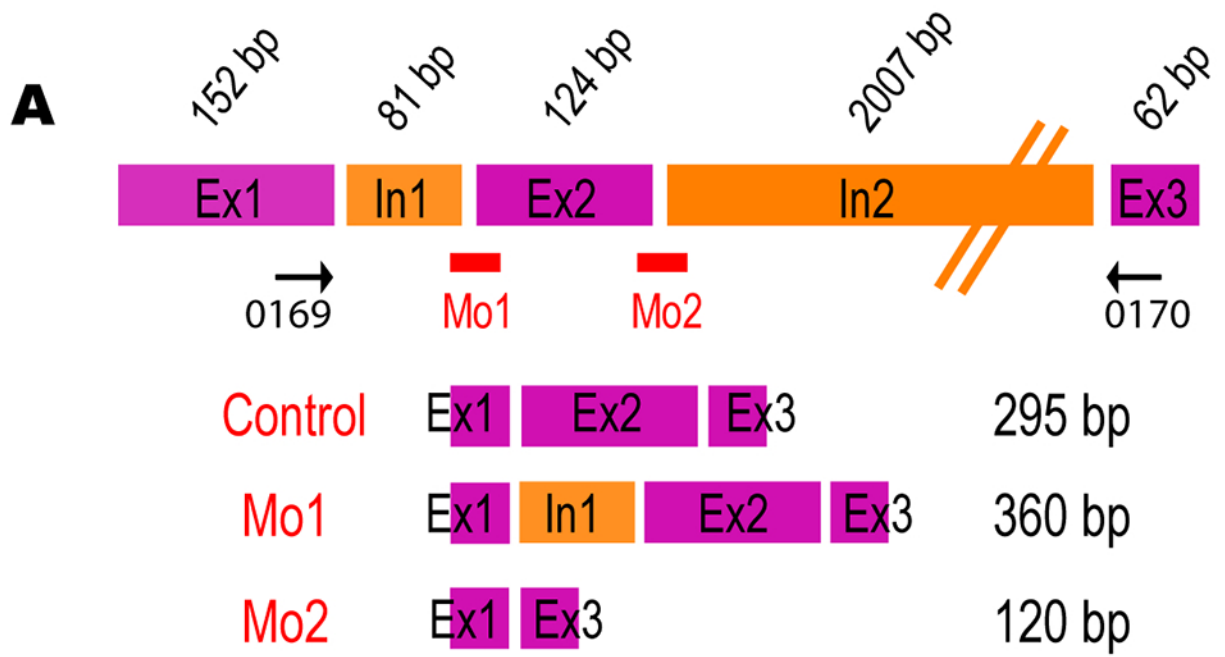 A
152 bp
81 bp
124 bp
2007 bp
62 bp
Ex1 In1 Ex2 In2 Ex3
0169 Mo1 Mo2 0170
Control Ex1 Ex2 Ex3 295 bp
Mo1 Ex1 In1 Ex2 Ex3 360 bp
Mo2 Ex1 Ex3 120 bp